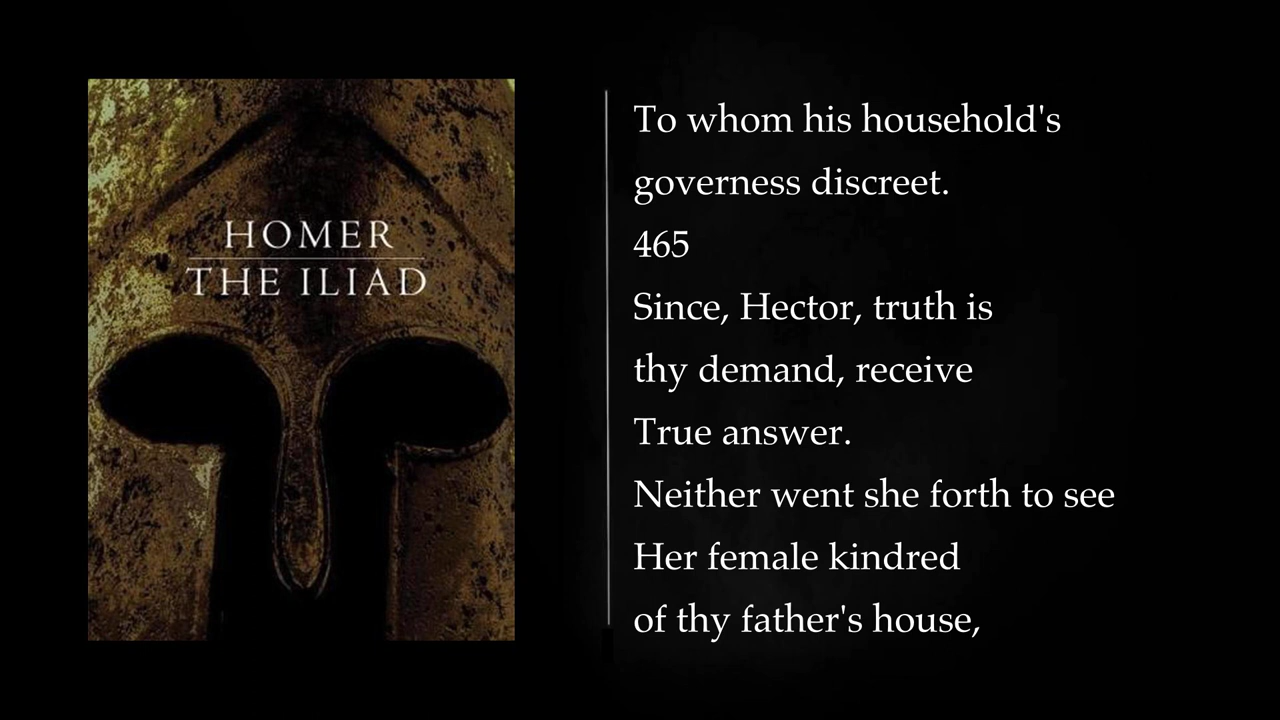 HOMER
THE ILIAD
To whom his household's
governess discreet.
465
Since, Hector, truth is
thy demand, receive
True answer.
Neither went she forth to see
Her female kindred
of thy father's house,